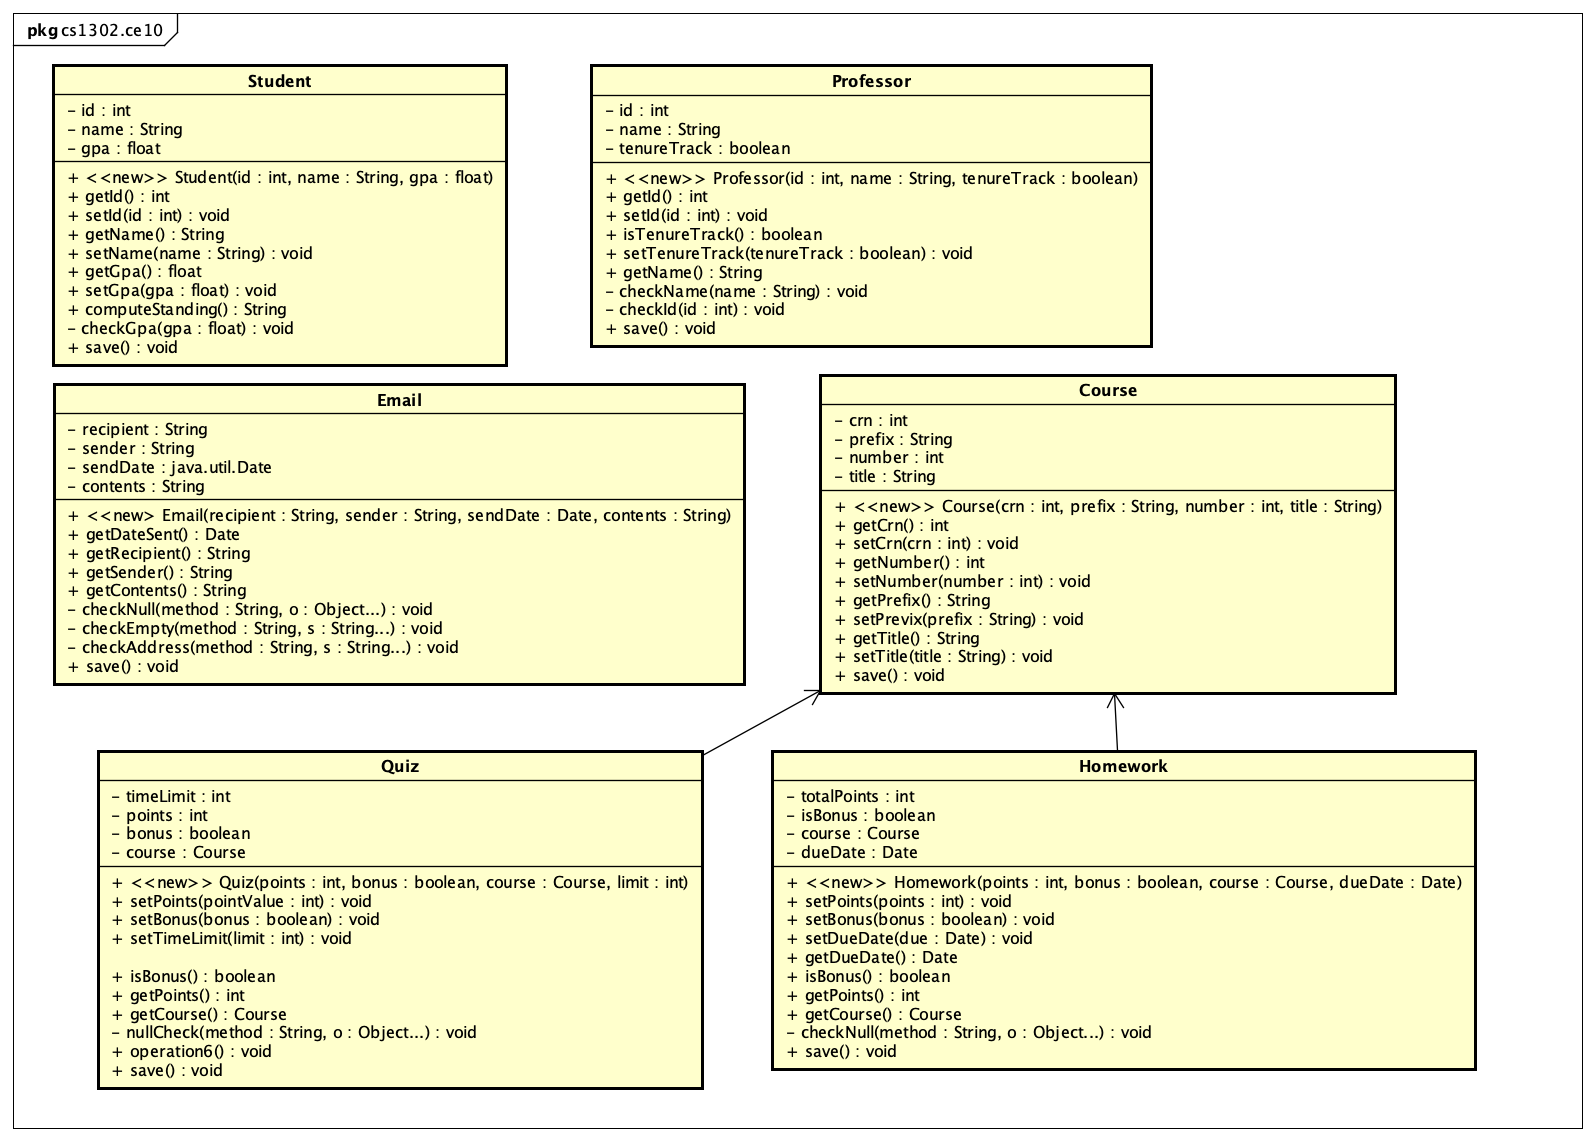 pkg cs1302.ce10
Student
- id : int
- name : String
- gpa : float
+ <<new>> Student(id : int, name : String, gpa : float)
+ getId() : int
+ setId(id : int) : void
+ getName() : String
+ setName(name : String) : void
+ getGpa() : float
+ setGpa(gpa : float) : void
+ computeStanding() : String
- checkGpa(gpa : float) : void
+ save() : void
Professor
- id : int
- name : String
- tenureTrack : boolean
+ <<new>> Professor(id : int, name : String, tenureTrack : boolean)
+ getId() : int
+ setId(id : int) : void
+ isTenureTrack() : boolean
+ setTenureTrack(tenureTrack : boolean) : void
+ getName() : String
- checkName(name : String) : void
- checkId(id : int) : void
+ save() : void
Email
- recipient : String
- sender : String
- sendDate : java.util.Date
- contents : String
+ <<new> Email(recipient : String, sender : String, sendDate : Date, contents : String)
+ getDateSent() : Date
+ getRecipient() : String
+ getSender() : String
+ getContents() : String
- checkNull(method : String, o : Object...) : void
- checkEmpty(method : String, s : String...) : void
- checkAddress(method : String, s : String...) : void
+ save() : void
Course
- crn : int
- prefix : String
- number : int
- title : String
+ <<new>> Course(crn : int, prefix : String, number : int, title : String)
+ getCrn() : int
+ setCrn(crn : int) : void
+ getNumber() : int
+ setNumber(number : int) : void
+ getPrefix() : String
+ setPrevix(prefix : String) : void
+ getTitle() : String
+ setTitle(title : String) : void
+ save() : void
Quiz
- timeLimit : int
- points : int
- bonus : boolean
- course : Course
+ <<new>> Quiz(points : int, bonus : boolean, course : Course, limit : int)
+ setPoints(pointValue : int) : void
+ setBonus(bonus : boolean) : void
+ setTimeLimit(limit : int) : void
+ isBonus() : boolean
+ getPoints() : int
+ getCourse() : Course
- nullCheck(method : String, o : Object...) : void
+ operation6() : void
+ save() : void
Homework
- totalPoints : int
- isBonus : boolean
- course : Course
- dueDate : Date
+ <<new>> Homework(points : int, bonus : boolean, course : Course, dueDate : Date)
+ setPoints(points : int) : void
+ setBonus(bonus : boolean) : void
+ setDueDate(due : Date) : void
+ getDueDate() : Date
+ isBonus() : boolean
+ getPoints() : int
+ getCourse() : Course
- checkNull(method : String, o : Object...) : void
+ save() : void